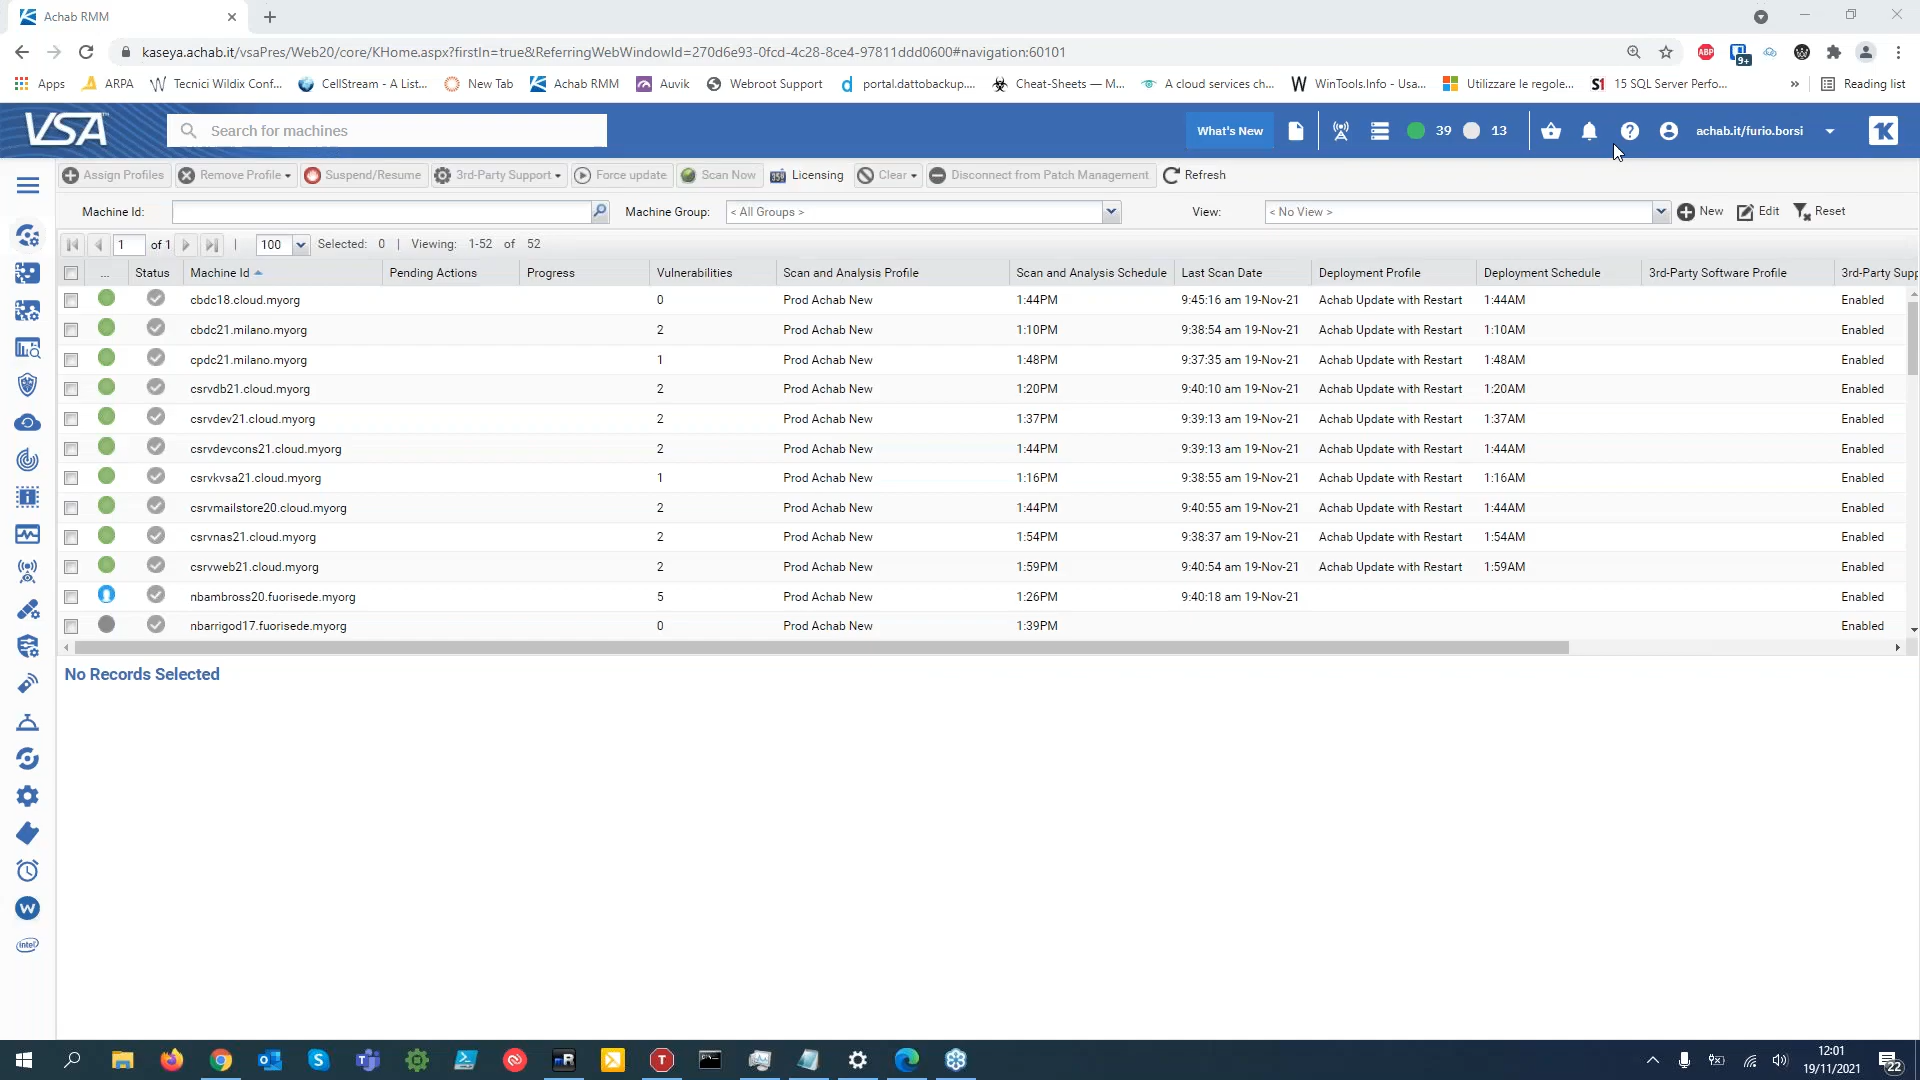 Achab RMM
kaseya.achab.it/vsaPres/Web20/core/KHome.aspx?firstIn=true&ReferringWebWindowId=270d6e93-0fcd-4c28-8ce4-97811ddd0600#navigation:60101
ABP 9+
Apps ARPA Tecnici Wildix Conf... CellStream - A List... New Tab Achab RMM Auvik Webroot Support portal.dattobackup.... Cheat-Sheets — M... A cloud services ch... WinTools.Info - Usa... Utilizzare le regole... S1 15 SQL Server Perfo... » Reading list
VSA Search for machines What's New 39 13 achab.it/furio.borsi
Assign Profiles Remove Profile Suspend/Resume 3rd-Party Support Force update Scan Now Licensing Clear Disconnect from Patch Management Refresh
Machine Id: Machine Group: < All Groups > View: < No View > New Edit Reset
1 of 1 | 100 Selected: 0 | Viewing: 1-52 of 52
... Status Machine Id Pending Actions Progress Vulnerabilities Scan and Analysis Profile Scan and Analysis Schedule Last Scan Date Deployment Profile Deployment Schedule 3rd-Party Software Profile 3rd-Party Supp
cbdc18.cloud.myorg 0 Prod Achab New 1:44PM 9:45:16 am 19-Nov-21 Achab Update with Restart 1:44AM Enabled
cbdc21.milano.myorg 2 Prod Achab New 1:10PM 9:38:54 am 19-Nov-21 Achab Update with Restart 1:10AM Enabled
cpdc21.milano.myorg 1 Prod Achab New 1:48PM 9:37:35 am 19-Nov-21 Achab Update with Restart 1:48AM Enabled
csrvdb21.cloud.myorg 2 Prod Achab New 1:20PM 9:40:10 am 19-Nov-21 Achab Update with Restart 1:20AM Enabled
csrvdev21.cloud.myorg 2 Prod Achab New 1:37PM 9:39:13 am 19-Nov-21 Achab Update with Restart 1:37AM Enabled
csrvdevcons21.cloud.myorg 2 Prod Achab New 1:44PM 9:39:13 am 19-Nov-21 Achab Update with Restart 1:44AM Enabled
csrvkvsa21.cloud.myorg 1 Prod Achab New 1:16PM 9:38:55 am 19-Nov-21 Achab Update with Restart 1:16AM Enabled
csrvmailstore20.cloud.myorg 2 Prod Achab New 1:44PM 9:40:55 am 19-Nov-21 Achab Update with Restart 1:44AM Enabled
csrvnas21.cloud.myorg 2 Prod Achab New 1:54PM 9:38:37 am 19-Nov-21 Achab Update with Restart 1:54AM Enabled
csrvweb21.cloud.myorg 2 Prod Achab New 1:59PM 9:40:54 am 19-Nov-21 Achab Update with Restart 1:59AM Enabled
nbambross20.fuorisede.myorg 5 Prod Achab New 1:26PM 9:40:18 am 19-Nov-21 Enabled
nbarrigod17.fuorisede.myorg 0 Prod Achab New 1:39PM Enabled
No Records Selected
W
intel
12:01
19/11/2021
22